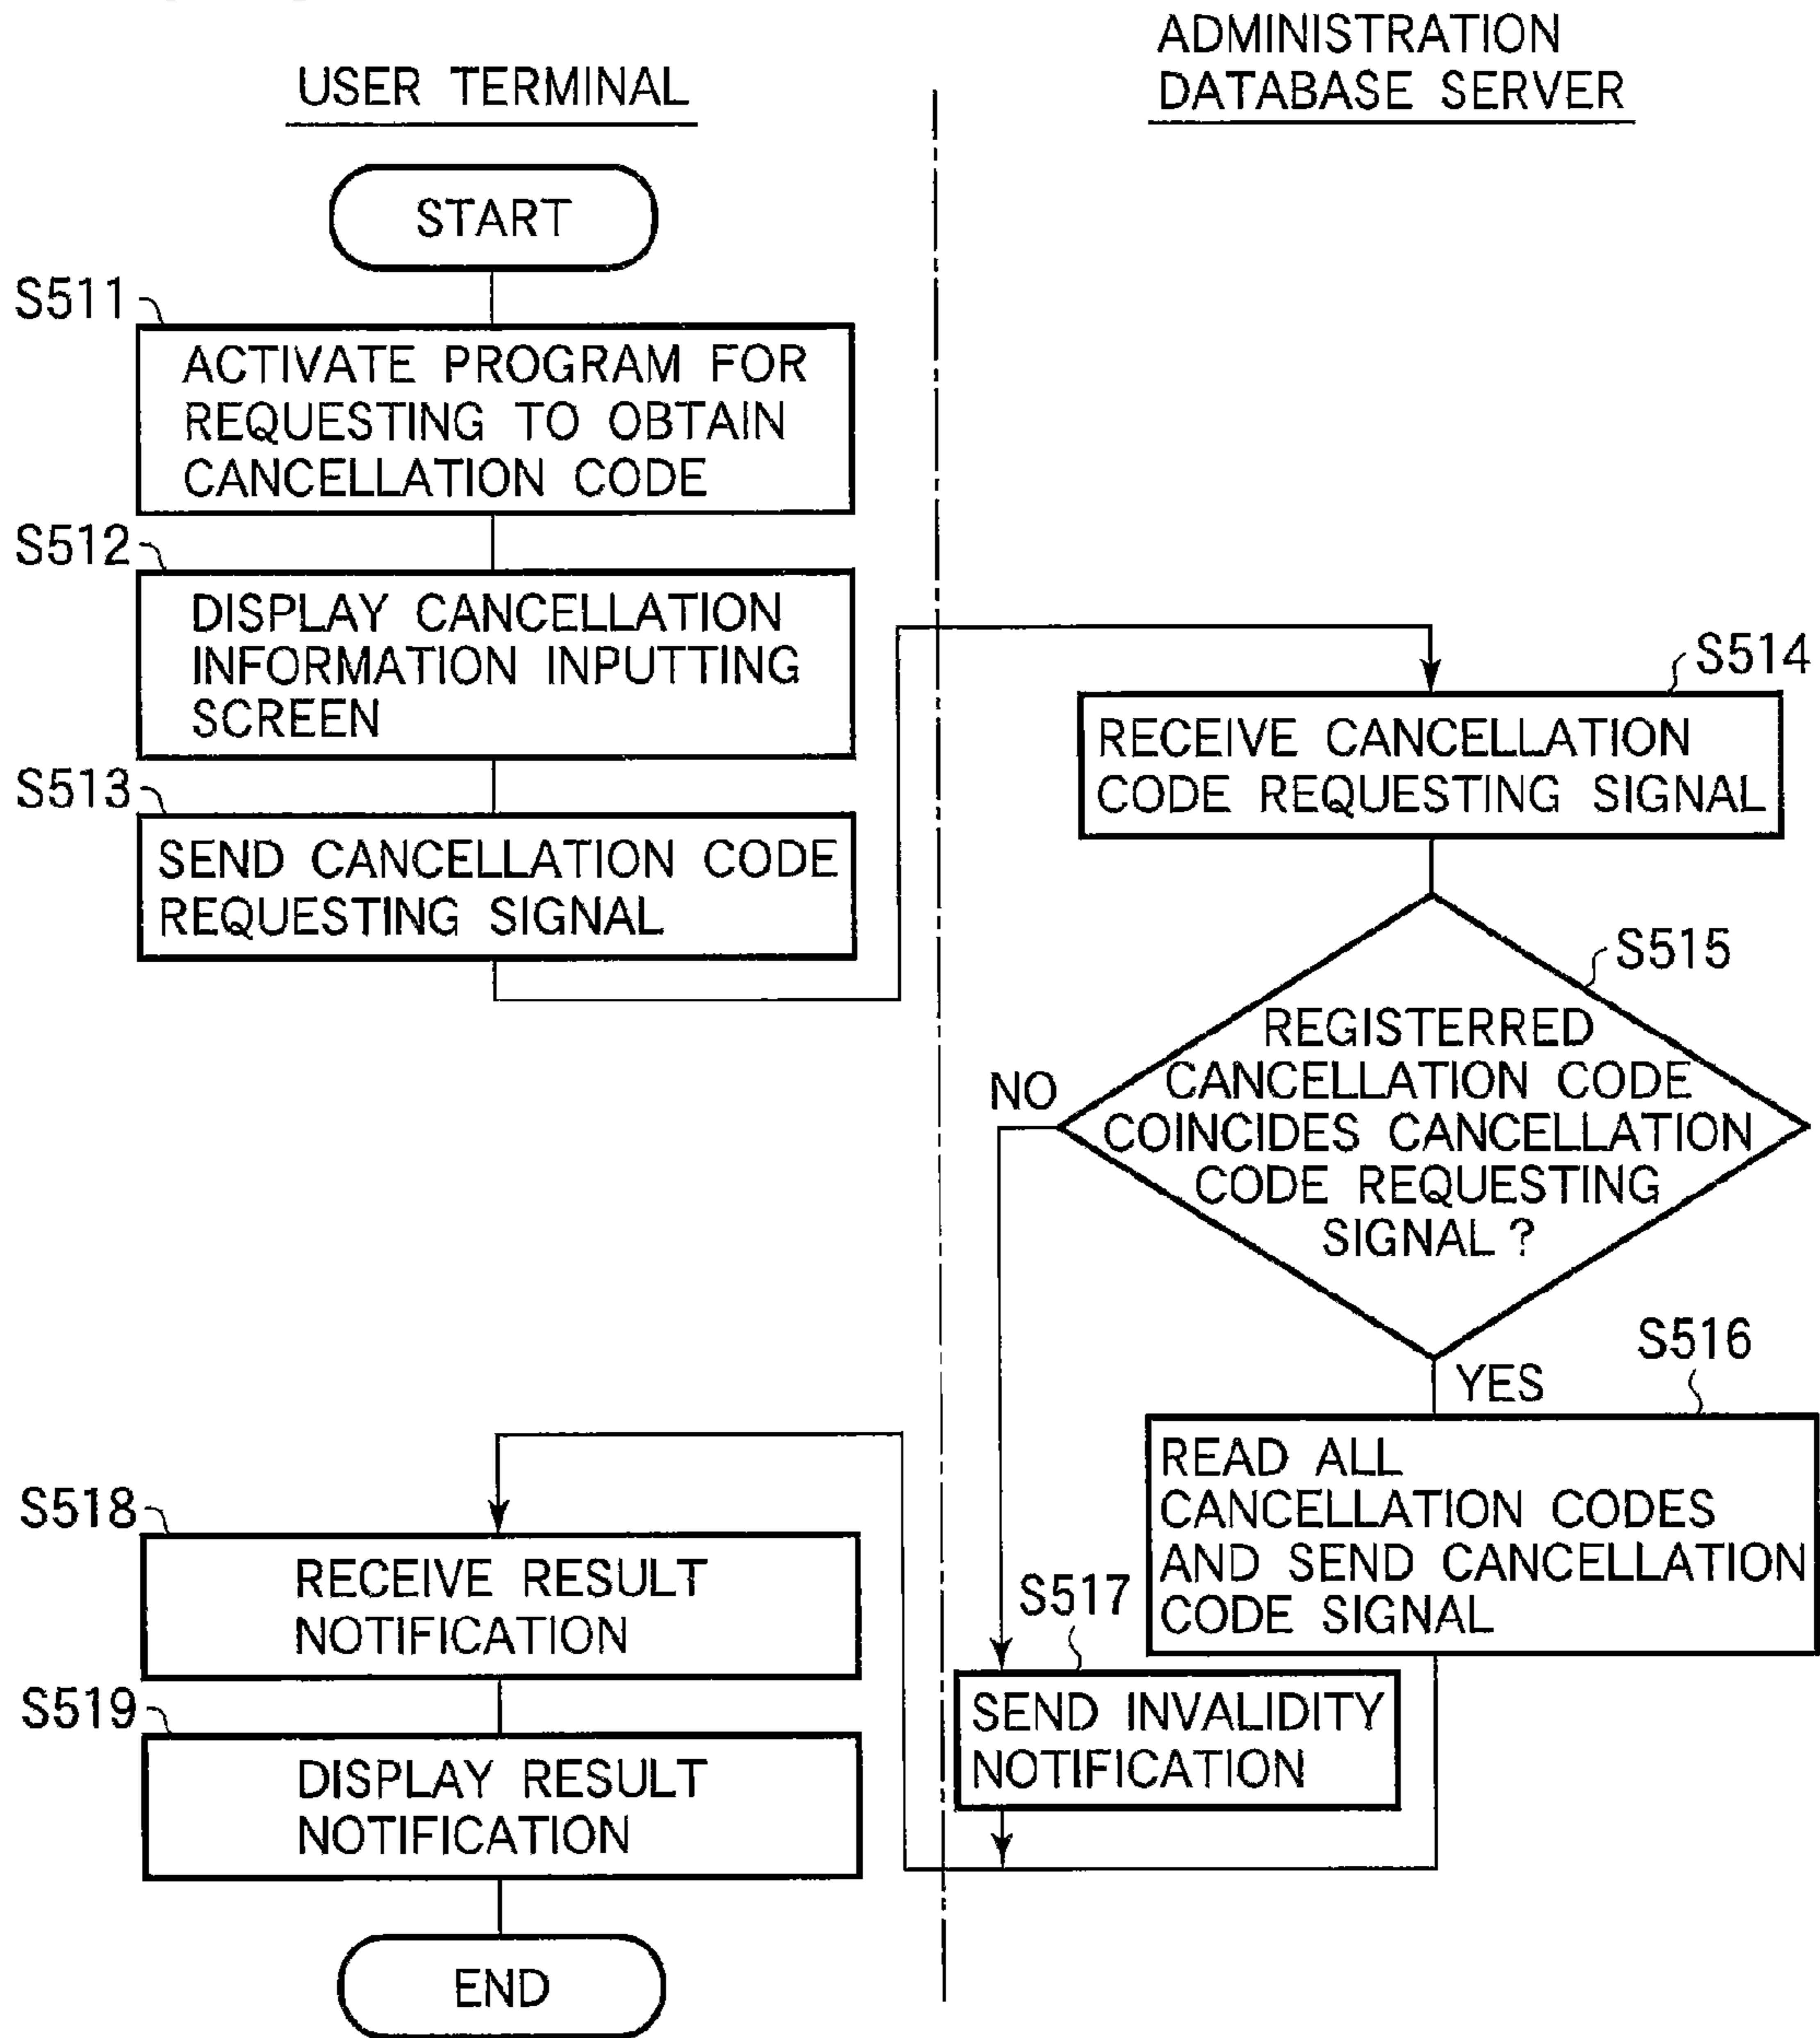 USER TERMINAL
ADMINISTRATION
DATABASE SERVER
START
S511
ACTIVATE PROGRAM FOR
REQUESTING TO OBTAIN
CANCELLATION CODE
S512
DISPLAY CANCELLATION
INFORMATION INPUTTING
SCREEN
S513
SEND CANCELLATION CODE
REQUESTING SIGNAL
S514
RECEIVE CANCELLATION
CODE REQUESTING SIGNAL
S515
REGISTERRED
CANCELLATION CODE
COINCIDES CANCELLATION
CODE REQUESTING
SIGNAL ?
NO
YES
S516
READ ALL
CANCELLATION CODES
AND SEND CANCELLATION
CODE SIGNAL
S517
SEND INVALIDITY
NOTIFICATION
S518
RECEIVE RESULT
NOTIFICATION
S519
DISPLAY RESULT
NOTIFICATION
END